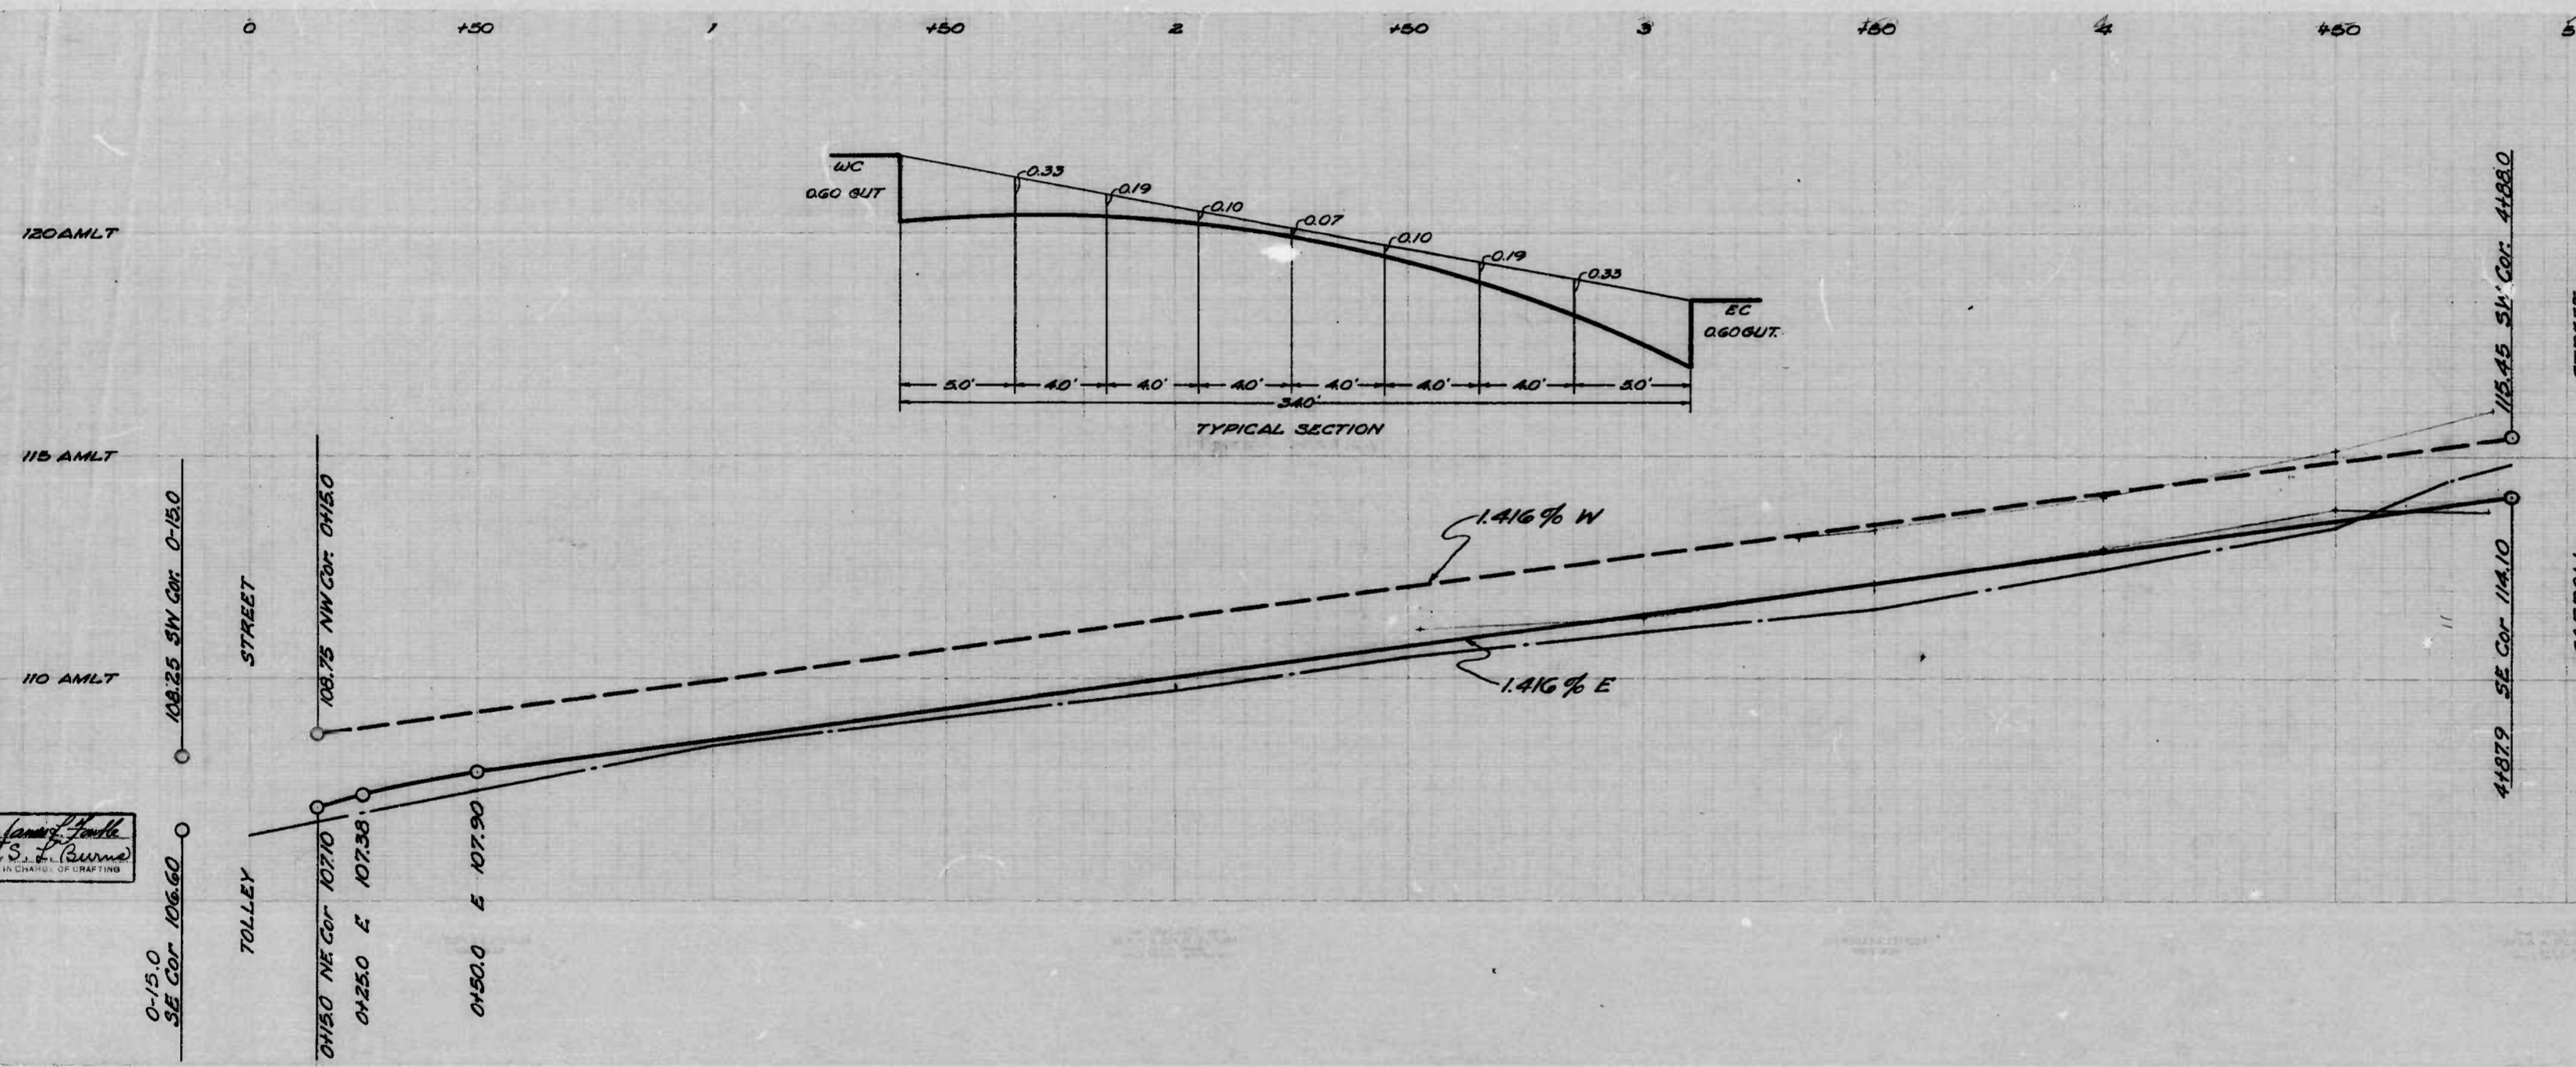 0 +50 1 +50 2 +50 3 +50 4 +50 5
WC
0.60 GUT
0.33
0.19
0.10
0.07
0.10
0.19
0.33
EC
0.60 GUT.
5.0' 4.0' 4.0' 4.0' 4.0' 4.0' 4.0' 5.0'
34.0'
TYPICAL SECTION
120 AMLT
115 AMLT
110 AMLT
108.25 SW Cor. 0-15.0
STREET
108.75 NW Cor. 0+15.0
1.416% W
1.416% E
115.45 SW Cor. 4+88.0
4+87.9 SE Cor 114.10
S. L. Burns
IN CHARGE OF DRAFTING
0-15.0
SE Cor 106.60
TOLLEY
0+15.0 NE Cor 107.10
0+25.0 E 107.38
0+50.0 E 107.90